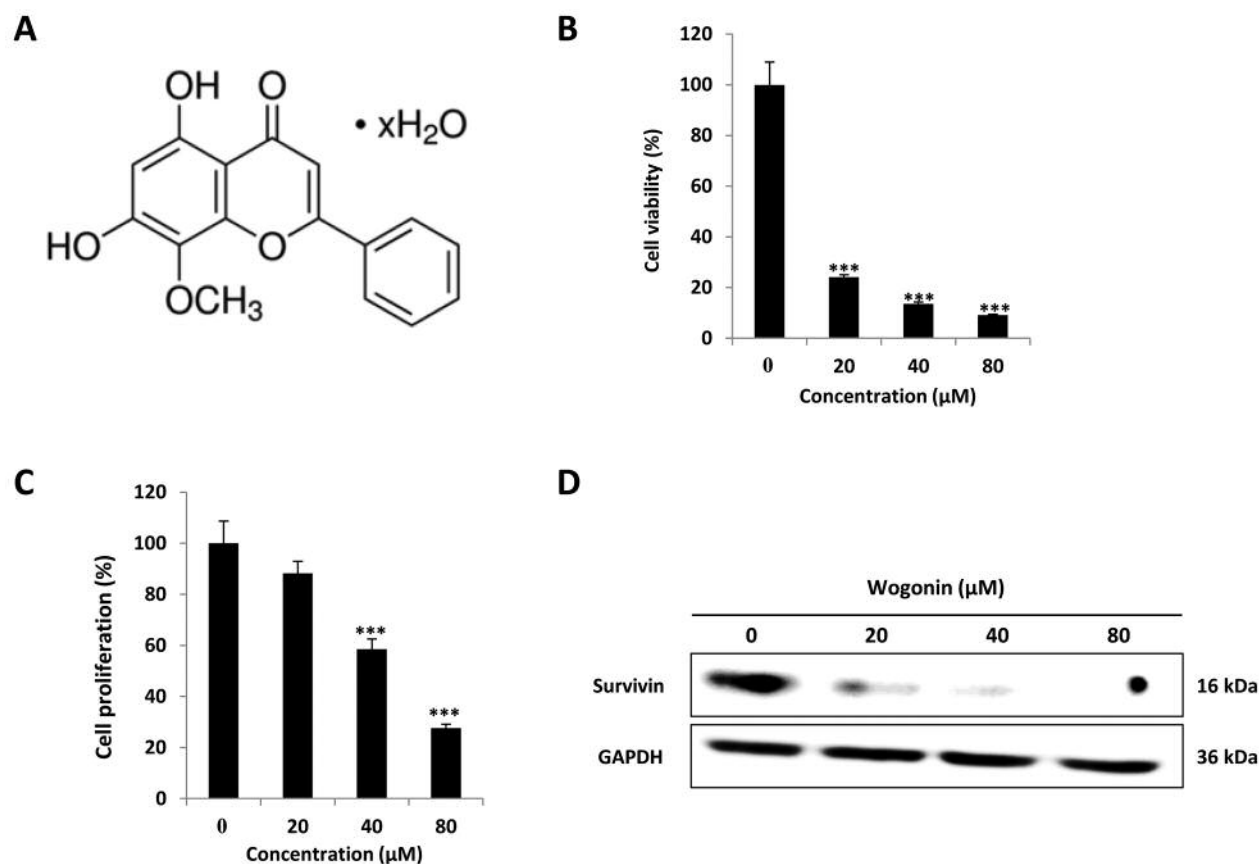 A
OH
O
• xH₂O
HO
O
OCH₃
B
Cell viability (%)
120
100
80
60
40
20
0
***
***
***
0 20 40 80
Concentration (µM)
C
Cell proliferation (%)
120
100
80
60
40
20
0
***
***
0 20 40 80
Concentration (µM)
D
Wogonin (µM)
0 20 40 80
Survivin 16 kDa
GAPDH 36 kDa